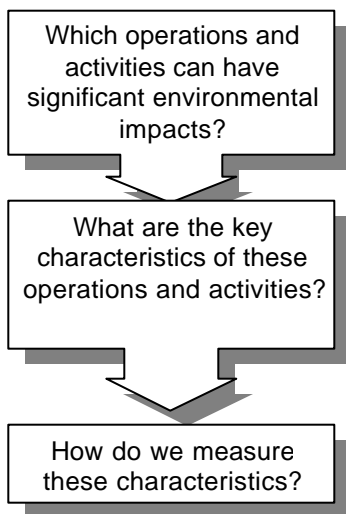 Which operations and
activities can have
significant environmental
impacts?
What are the key
characteristics of these
operations and activities?
How do we measure
these characteristics?